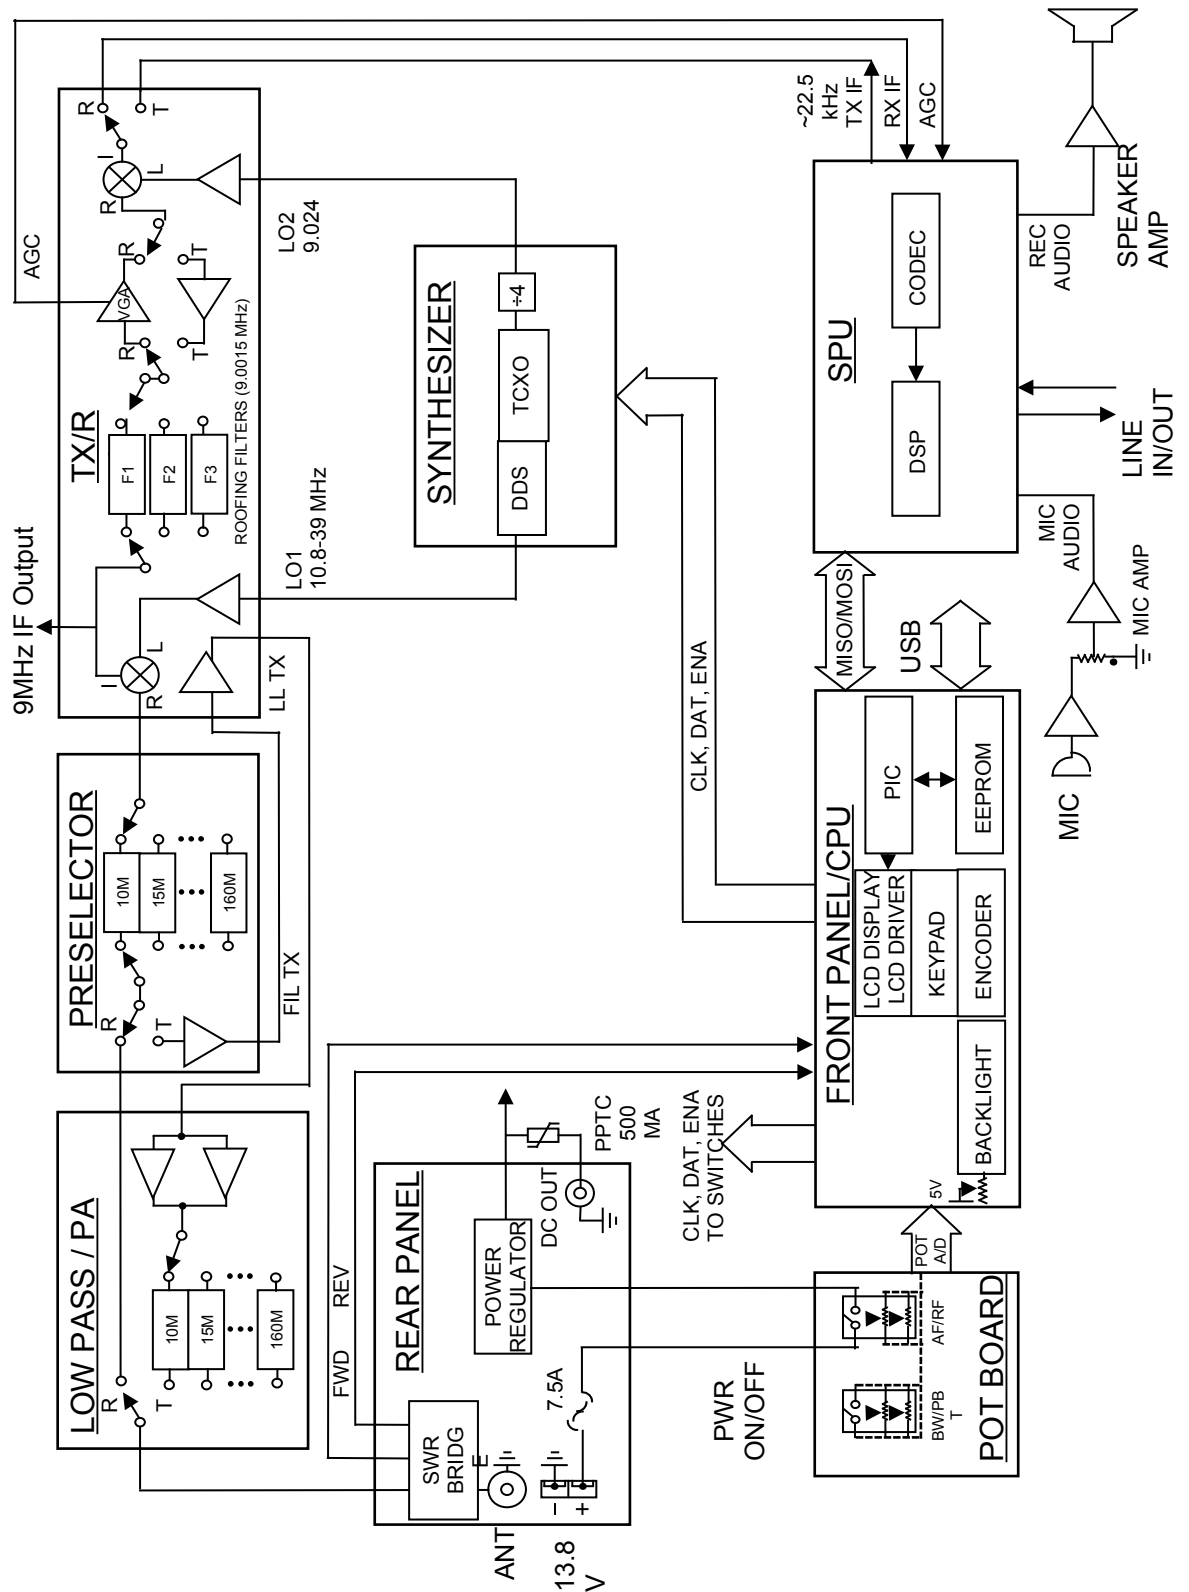 LOW PASS / PA
R
T
10M
15M
160M
PRESELECTOR
R
T
10M
15M
160M
FIL TX
9MHz IF Output
TX/R
I
R
L
LL TX
F1
F2
F3
ROOFING FILTERS (9.0015 MHz)
R
T
VGA
R
T
AGC
R
I
L
R
T
LO1
10.8-39 MHz
LO2
9.024
REAR PANEL
FWD
REV
SWR
BRIDG
E
ANT
13.8
V
−
+
7.5A
POWER
REGULATOR
DC OUT
PPTC
500
MA
CLK, DAT, ENA
TO SWITCHES
SYNTHESIZER
DDS
TCXO
÷4
CLK, DAT, ENA
PWR
ON/OFF
POT BOARD
BW/PB
T
AF/RF
POT
A/D
FRONT PANEL/CPU
5V
BACKLIGHT
LCD DISPLAY
LCD DRIVER
KEYPAD
ENCODER
PIC
EEPROM
MISO/MOSI
USB
SPU
DSP
CODEC
~22.5
kHz
TX IF
RX IF
AGC
MIC
MIC AMP
MIC
AUDIO
LINE
IN/OUT
REC
AUDIO
SPEAKER
AMP